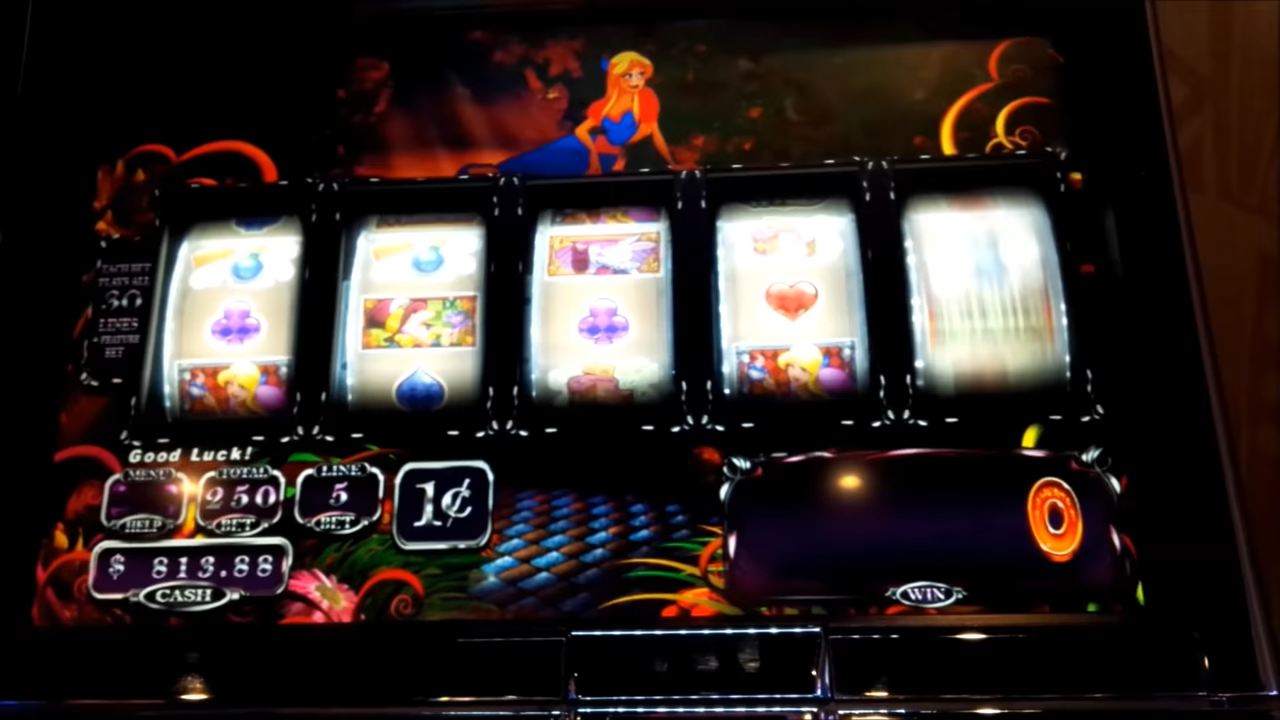 EACH BET
PLAYS ALL
30
LINES
+ FEATURE
BET
Good Luck!
MENU
HELP
TOTAL
250
BET
LINE
5
BET
1¢
$ 813.88
CASH
0
WIN